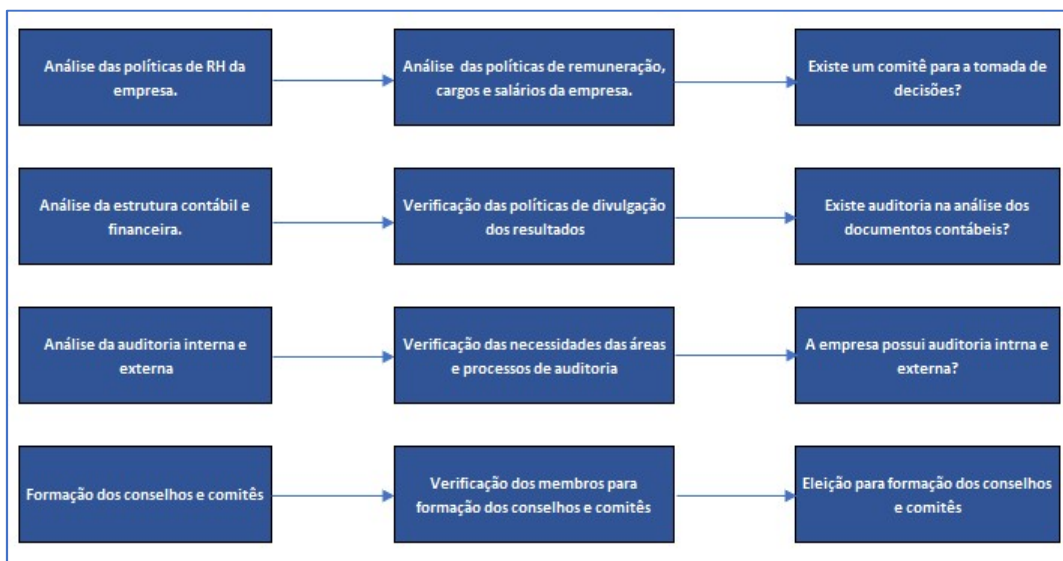 Análise das políticas de RH da
empresa.
Análise das políticas de remuneração,
cargos e salários da empresa.
Existe um comitê para a tomada de
decisões?
Análise da estrutura contábil e
financeira.
Verificação das políticas de divulgação
dos resultados
Existe auditoria na análise dos
documentos contábeis?
Análise da auditoria interna e
externa
Verificação das necessidades das áreas
e processos de auditoria
A empresa possui auditoria intrna e
externa?
Formação dos conselhos e comitês
Verificação dos membros para
formação dos conselhos e comitês
Eleição para formação dos conselhos
e comitês